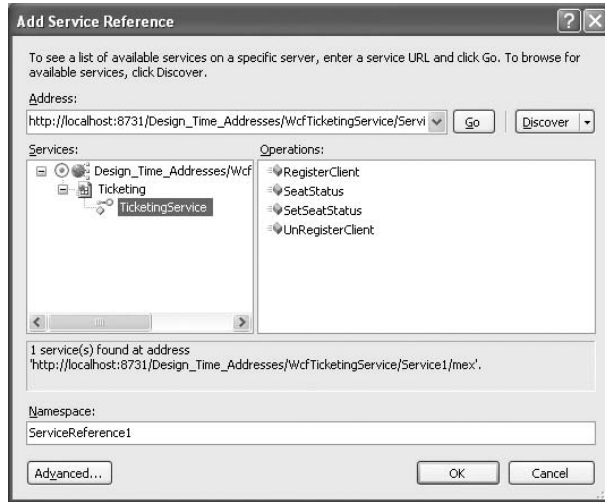 Add Service Reference
To see a list of available services on a specific server, enter a service URL and click Go. To browse for
available services, click Discover.
Address:
http://localhost:8731/Design_Time_Addresses/WcfTicketingService/Servi
Go
Discover
Services:
Operations:
Design_Time_Addresses/Wcf
Ticketing
TicketingService
RegisterClient
SeatStatus
SetSeatStatus
UnRegisterClient
1 service(s) found at address
'http://localhost:8731/Design_Time_Addresses/WcfTicketingService/Service1/mex'.
Namespace:
ServiceReference1
Advanced...
OK
Cancel